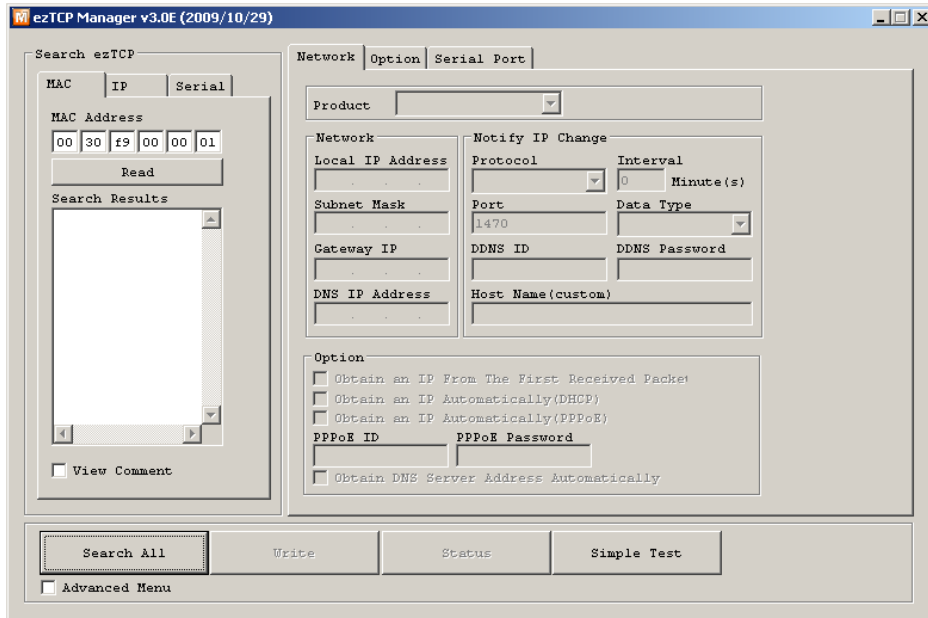 ezTCP Manager v3.0E (2009/10/29)
Search ezTCP
MAC IP Serial
MAC Address
00 30 f9 00 00 01
Read
Search Results
View Comment
Network Option Serial Port
Product
Network
Local IP Address
Subnet Mask
Gateway IP
DNS IP Address
Notify IP Change
Protocol Interval
0 Minute(s)
Port Data Type
1470
DDNS ID DDNS Password
Host Name(custom)
Option
Obtain an IP From The First Received Packet
Obtain an IP Automatically(DHCP)
Obtain an IP Automatically(PPPoE)
PPPoE ID PPPoE Password
Obtain DNS Server Address Automatically
Search All Write Status Simple Test
Advanced Menu